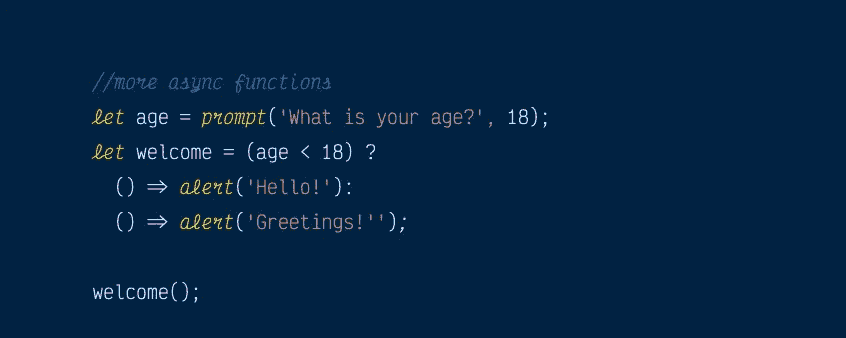 //more async functions
let age = prompt('What is your age?', 18);
let welcome = (age < 18) ?
() => alert('Hello!'):
() => alert('Greetings!'');
welcome();